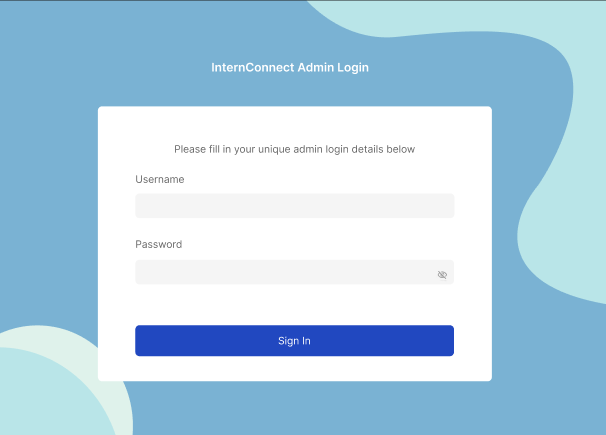 InternConnect Admin Login
Please fill in your unique admin login details below
Username
Password
Sign In